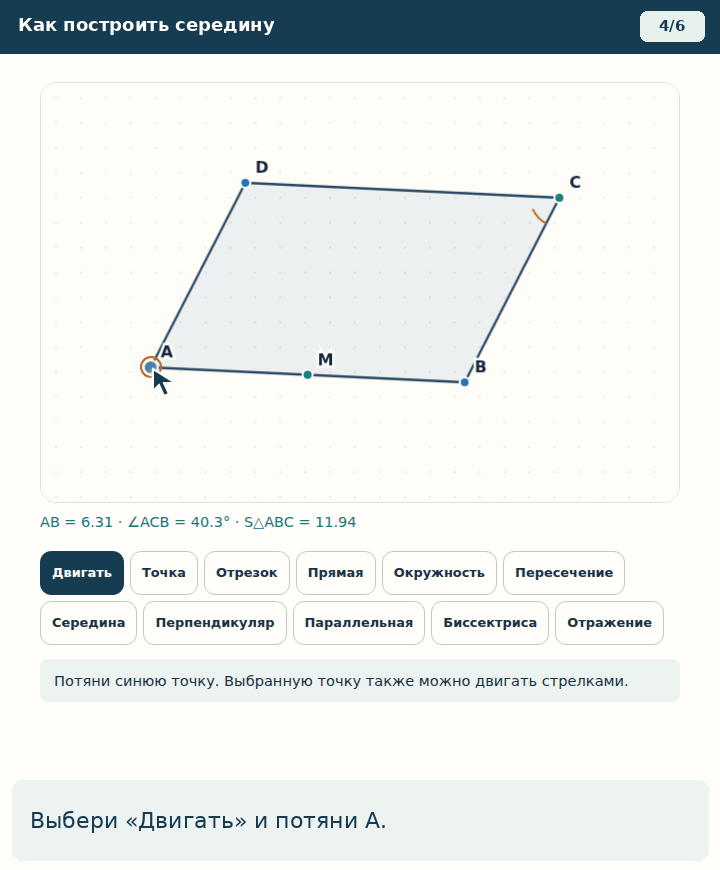 Как построить середину
4/6
D
C
A
M
B
AB = 6.31 · ∠ACB = 40.3° · S△ABC = 11.94
Двигать Точка Отрезок Прямая Окружность Пересечение
Середина Перпендикуляр Параллельная Биссектриса Отражение
Потяни синюю точку. Выбранную точку также можно двигать стрелками.
Выбери «Двигать» и потяни A.